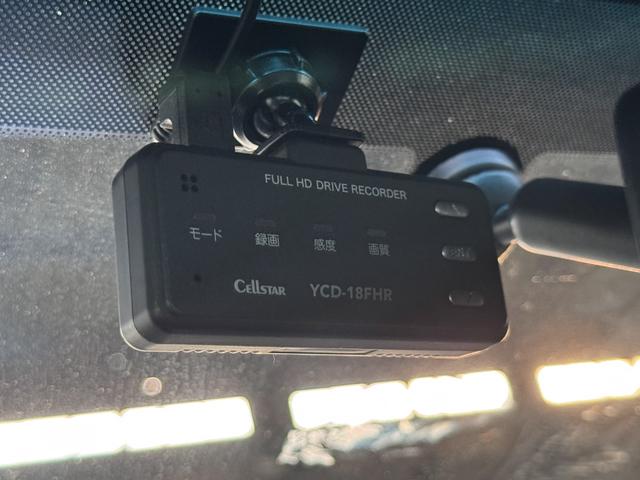 FULL HD DRIVE RECORDER
モード 録画 感度 画質
CELLSTAR YCD-18FHR